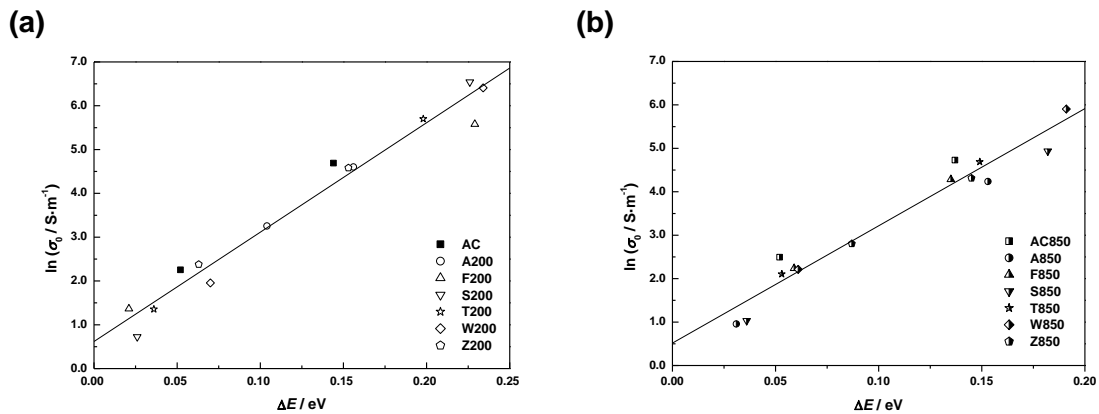 (a)
7.0
6.0
5.0
4.0
3.0
2.0
1.0
0.0
ln (σ₀ / S·m⁻¹)
AC
A200
F200
S200
T200
W200
Z200
0.00 0.05 0.10 0.15 0.20 0.25
ΔE / eV
(b)
7.0
6.0
5.0
4.0
3.0
2.0
1.0
0.0
ln (σ₀ / S·m⁻¹)
AC850
A850
F850
S850
T850
W850
Z850
0.00 0.05 0.10 0.15 0.20
ΔE / eV